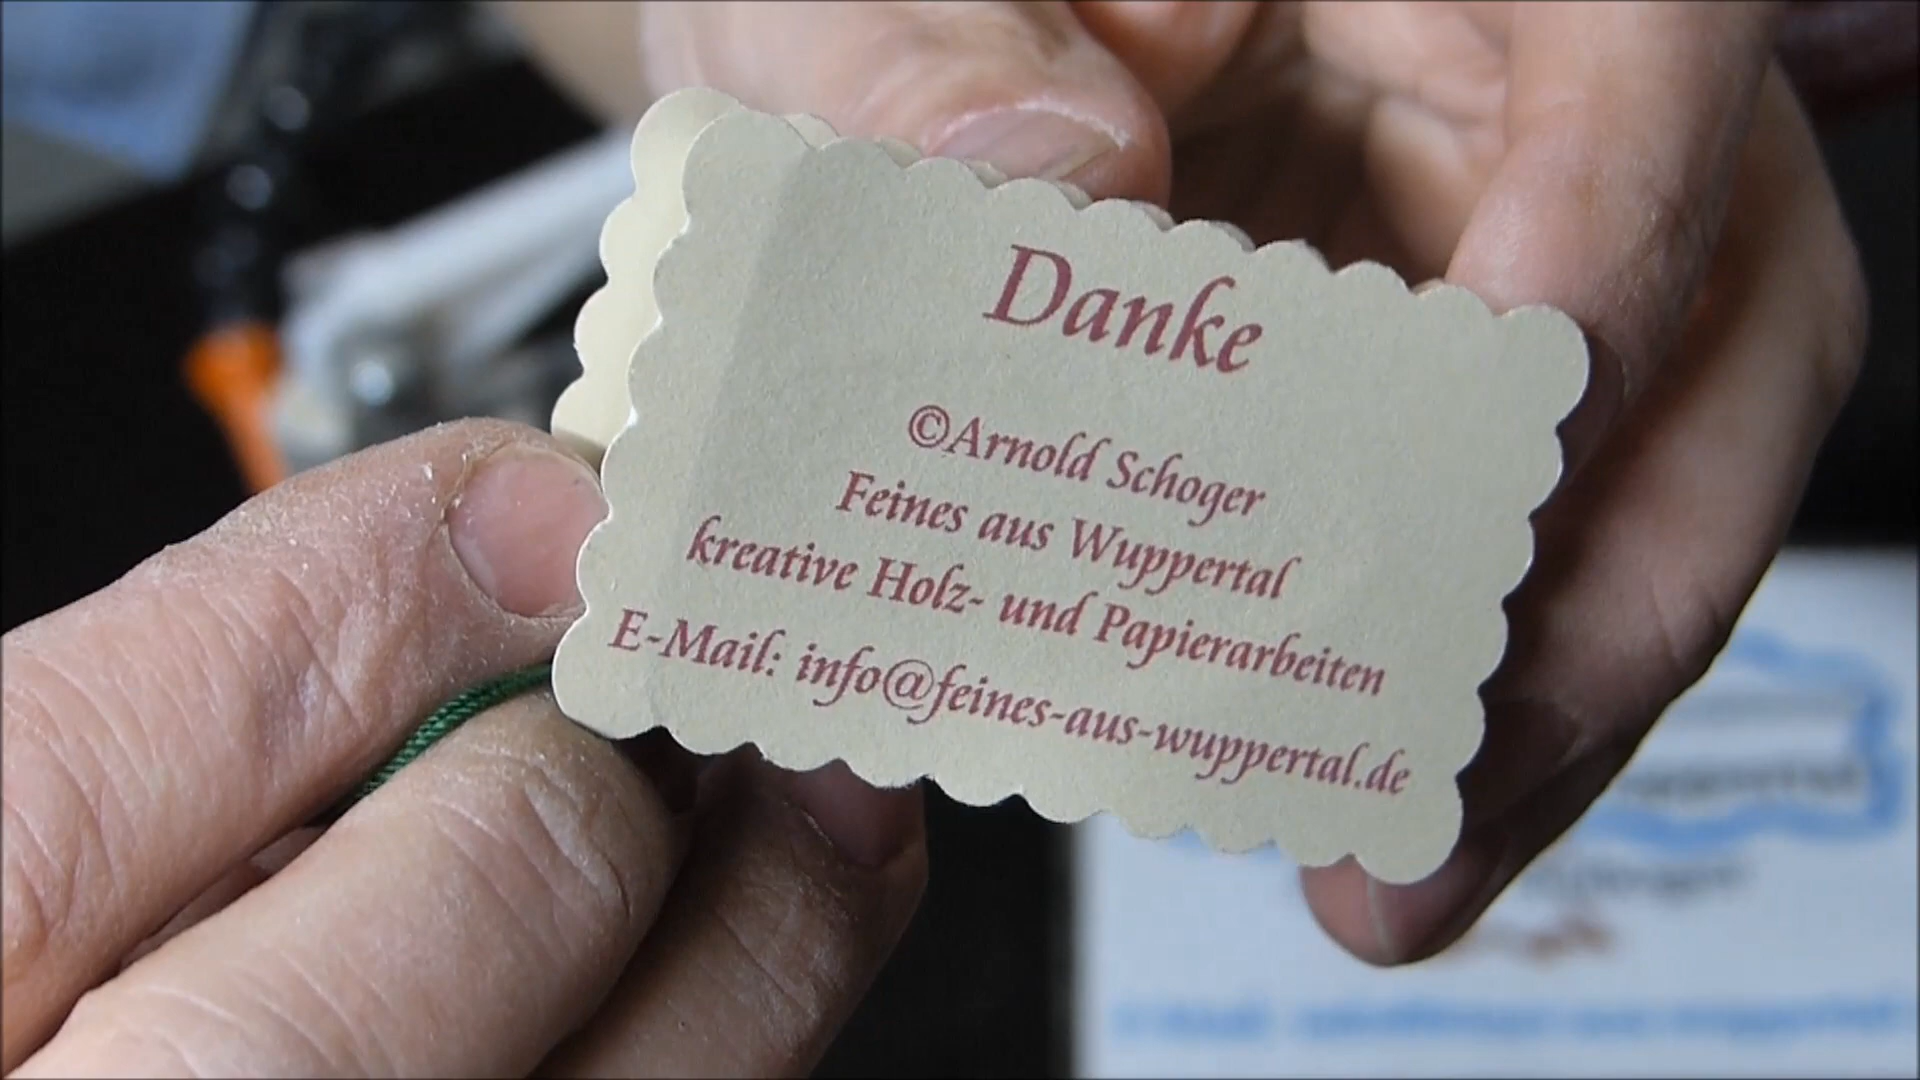 Danke
©Arnold Schoger
Feines aus Wuppertal
kreative Holz- und Papierarbeiten
E-Mail: info@feines-aus-wuppertal.de